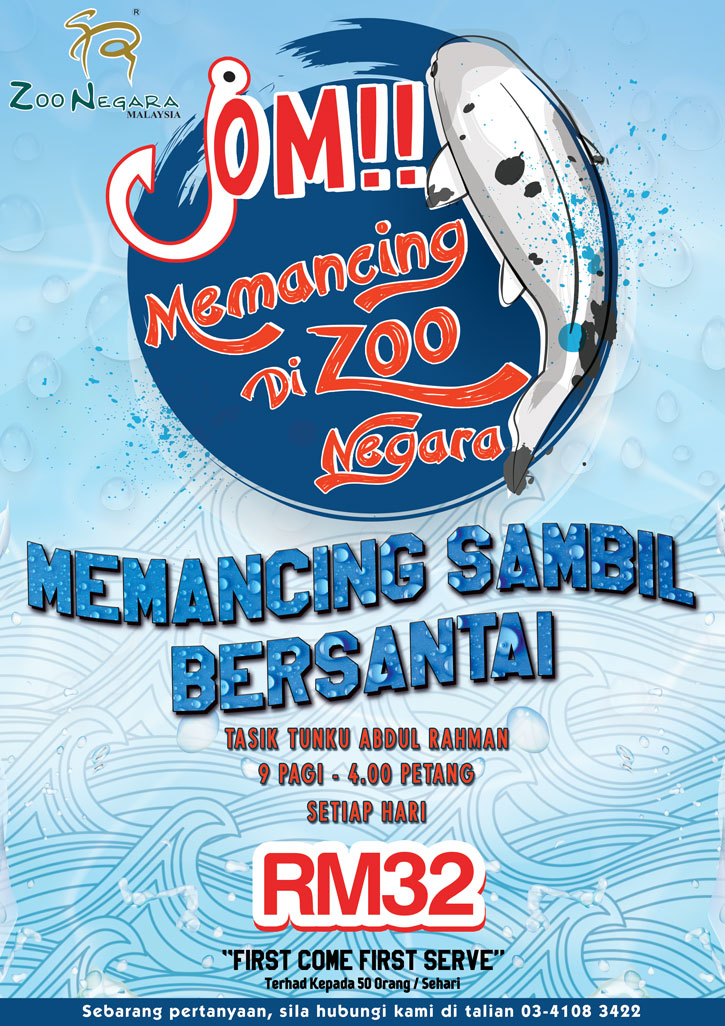 ®
ZOO NEGARA
MALAYSIA
JOM!!
Memancing
Di ZOO
Negara
MEMANCING SAMBIL
BERSANTAI
TASIK TUNKU ABDUL RAHMAN
9 PAGI - 4.00 PETANG
SETIAP HARI
RM32
"FIRST COME FIRST SERVE"
Terhad Kepada 50 Orang / Sehari
Sebarang pertanyaan, sila hubungi kami di talian 03-4108 3422